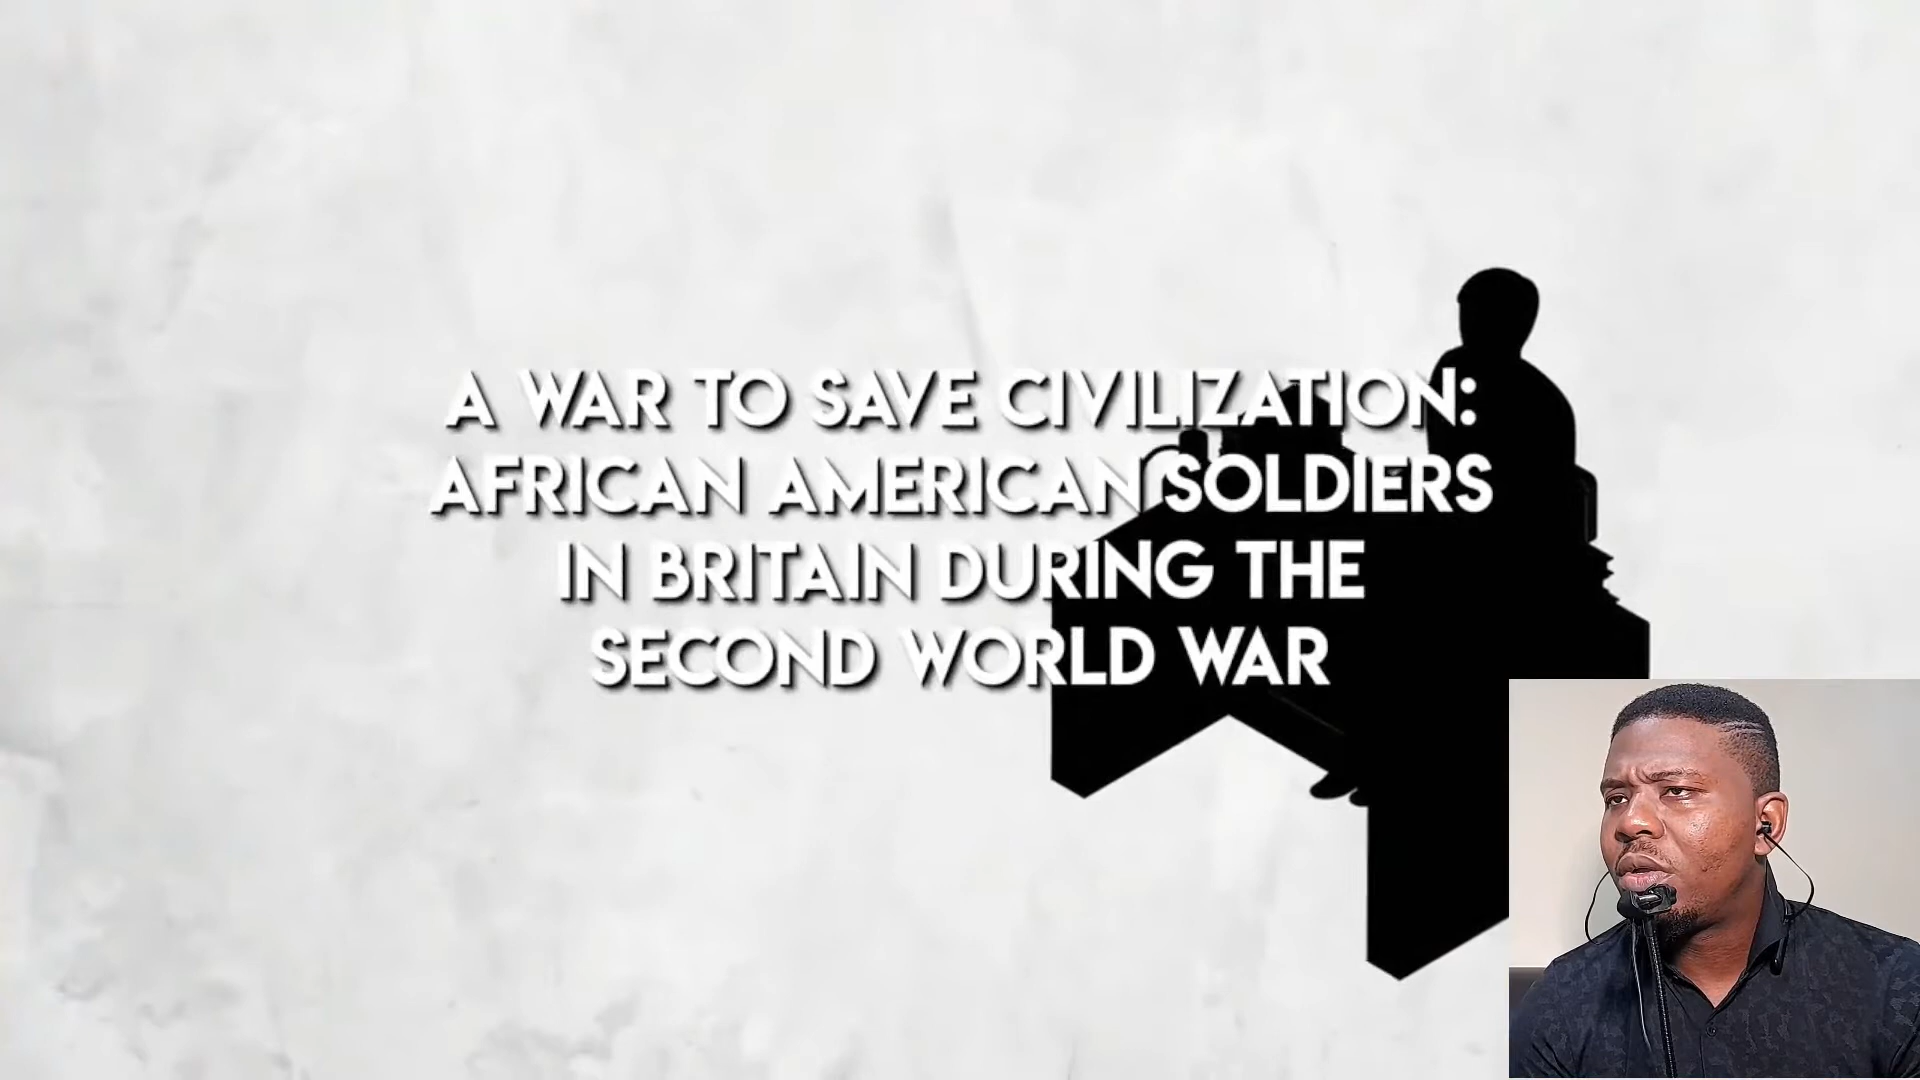 A WAR TO SAVE CIVILIZATION:
AFRICAN AMERICAN SOLDIERS
IN BRITAIN DURING THE
SECOND WORLD WAR